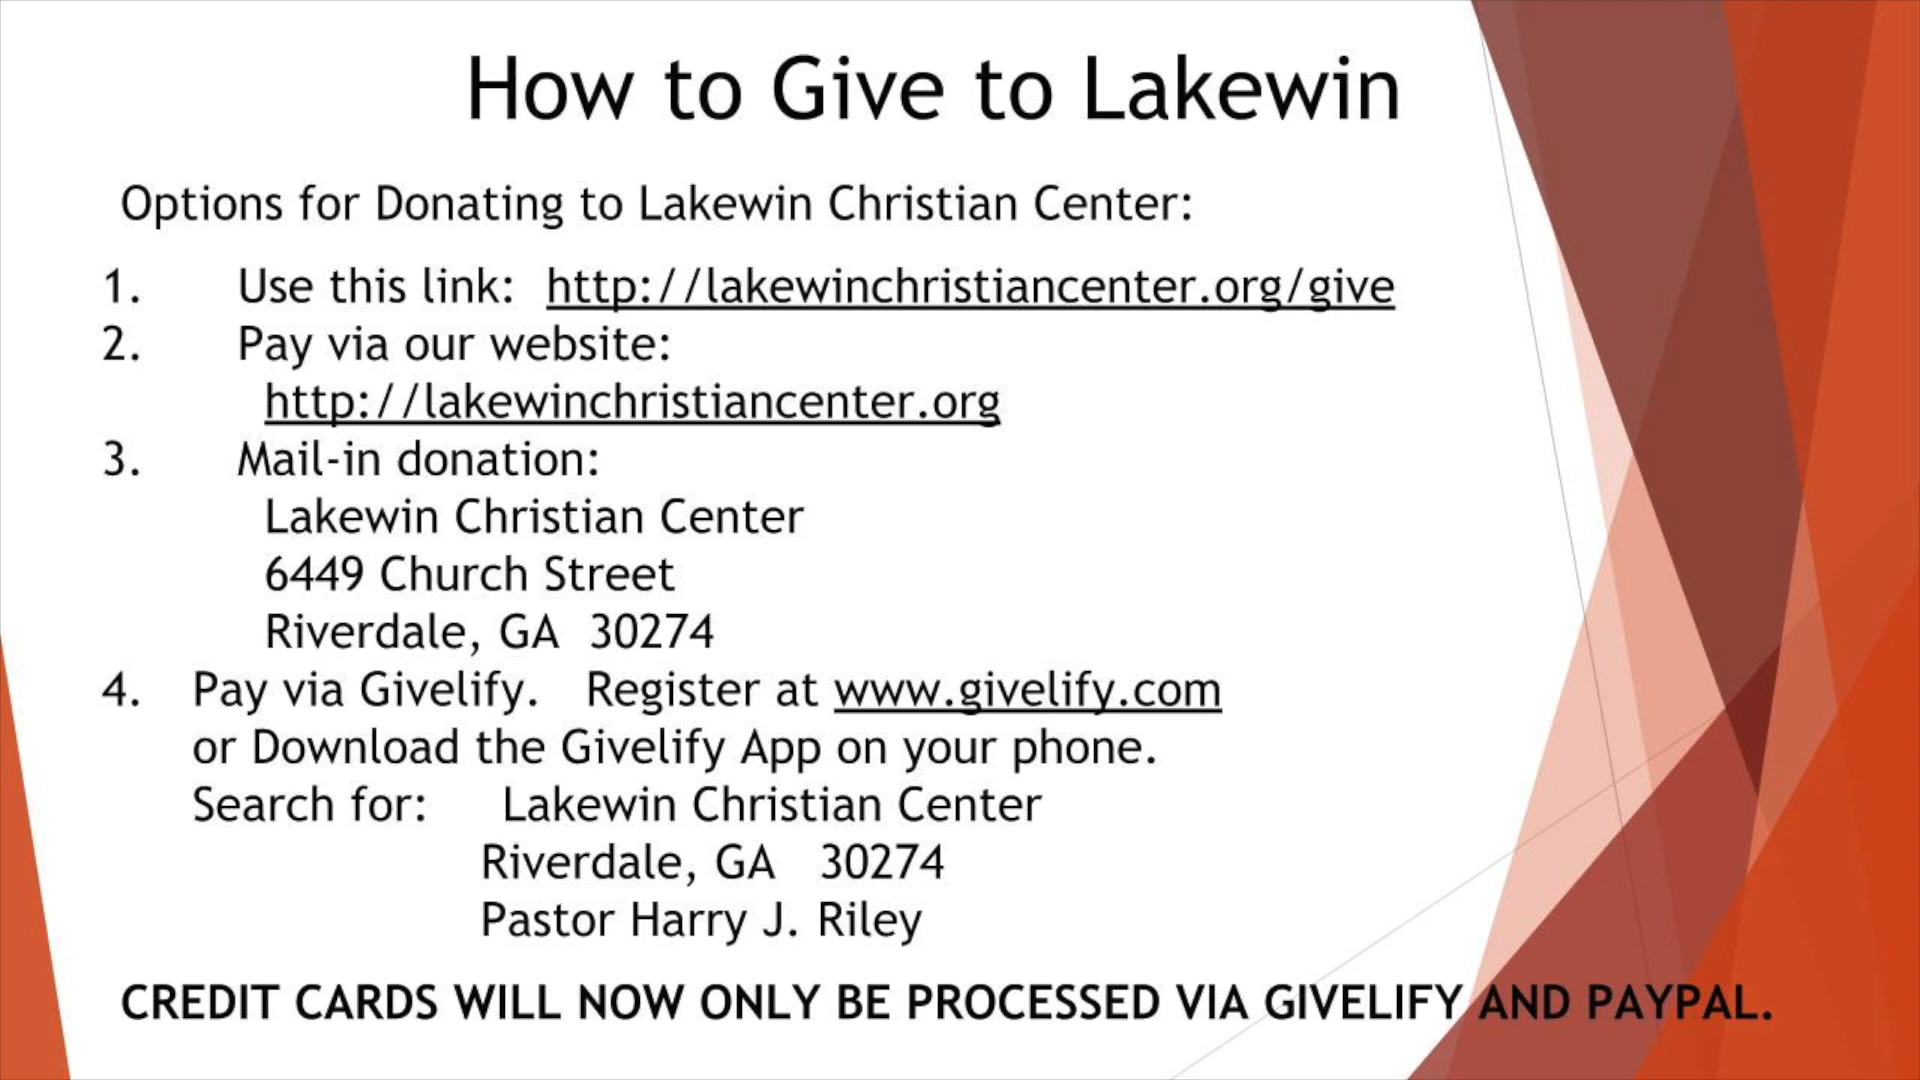 How to Give to Lakewin
Options for Donating to Lakewin Christian Center:
1. Use this link: http://lakewinchristiancenter.org/give
2. Pay via our website:
http://lakewinchristiancenter.org
3. Mail-in donation:
Lakewin Christian Center
6449 Church Street
Riverdale, GA 30274
4. Pay via Givelify. Register at www.givelify.com
or Download the Givelify App on your phone.
Search for: Lakewin Christian Center
Riverdale, GA 30274
Pastor Harry J. Riley
CREDIT CARDS WILL NOW ONLY BE PROCESSED VIA GIVELIFY AND PAYPAL.